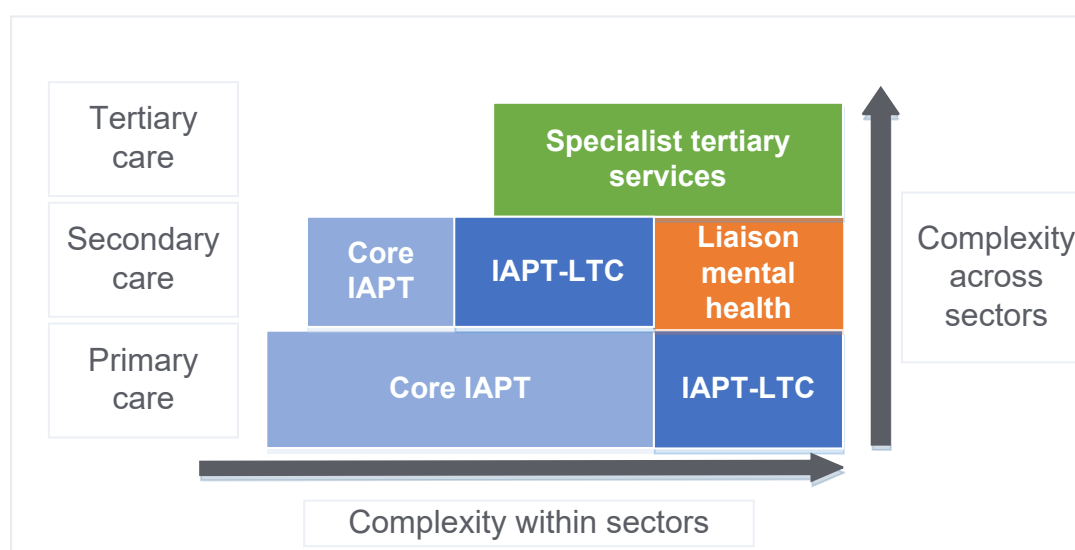 Tertiary
care
Specialist tertiary
services
Secondary
care
Core
IAPT
IAPT-LTC
Liaison
mental
health
Complexity
across
sectors
Primary
care
Core IAPT
IAPT-LTC
Complexity within sectors